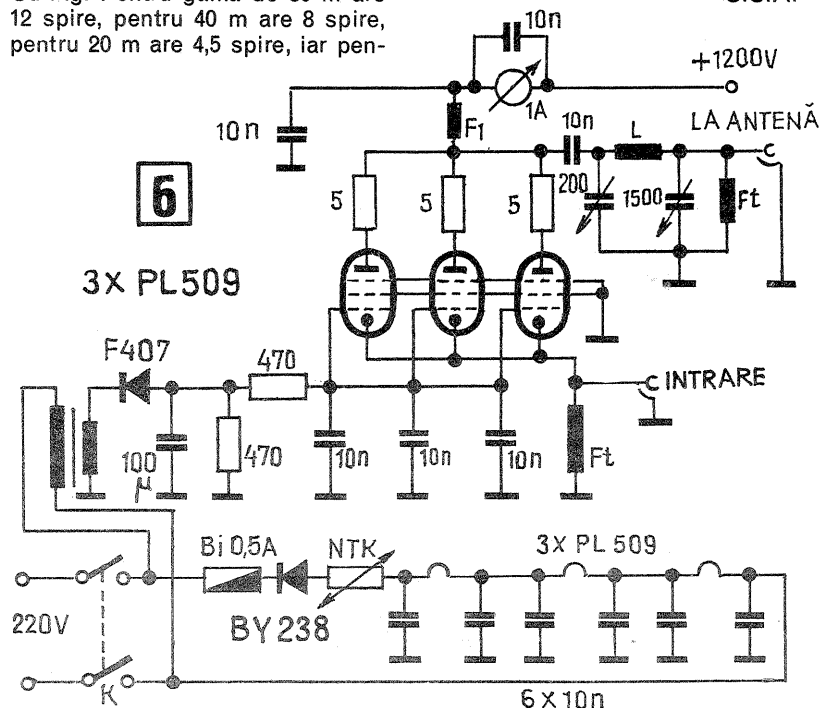 12 spire, pentru 40 m are 8 spire,
pentru 20 m are 4,5 spire, iar pen-
10n
+1200V
1A
10n
F1
10n
L
LA ANTENĂ
200
1500
Ft
6
5
5
5
3X PL509
F407
470
INTRARE
100
μ
470
10n
10n
10n
Ft
Bi 0,5A
NTK
3X PL 509
220V
BY 238
K
6 X 10n